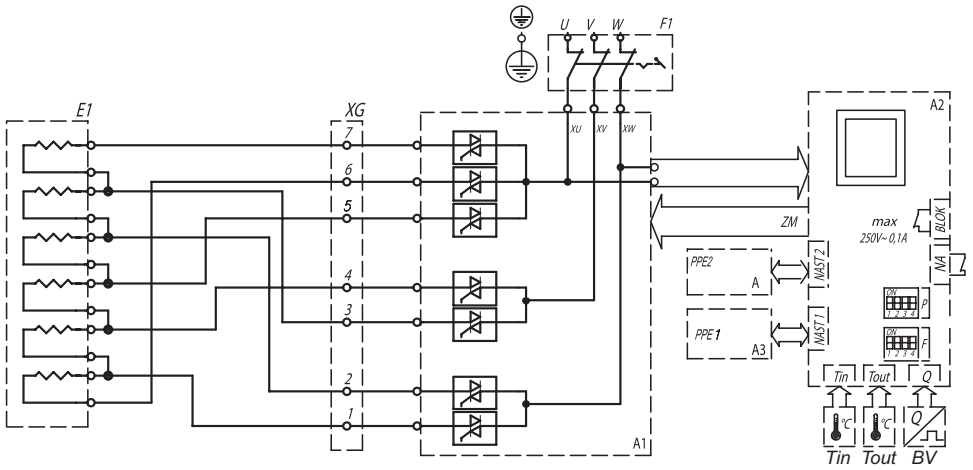 U V W F1
E1 XG A2
7
XU XV XW
6
5
ZM
max
250V~ 0,1A
BLOK
NA
PPE2
A
NAST 2
4
3
ON
1 2 3 4
P
PPE1
A3
NAST 1
ON
1 2 3 4
F
2
1
Tin Tout Q
°C °C Q
A1
Tin Tout BV